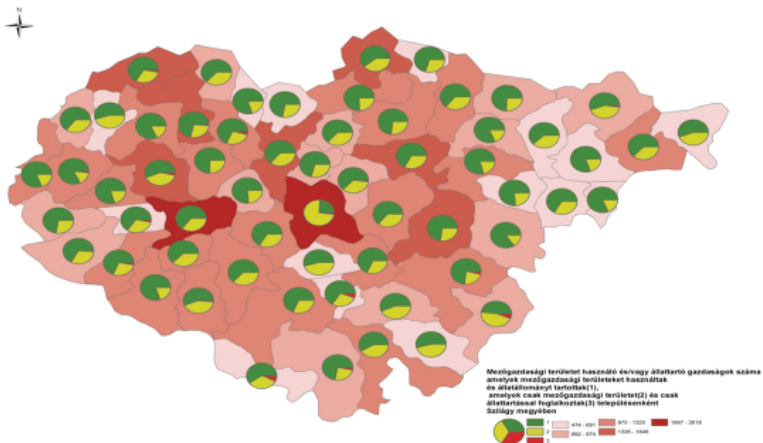 N
Mezőgazdasági területet használó és/vagy állattartó gazdaságok száma
amelyek mezőgazdasági területeket használtak
és állatállományt tartottak(1),
amelyek csak mezőgazdasági területet(2) és csak
állattartással foglalkoztak(3) településenként
Szilágy megyében
1
2
3
474 - 691
692 - 974
975 - 1325
1326 - 1846
1847 - 2618